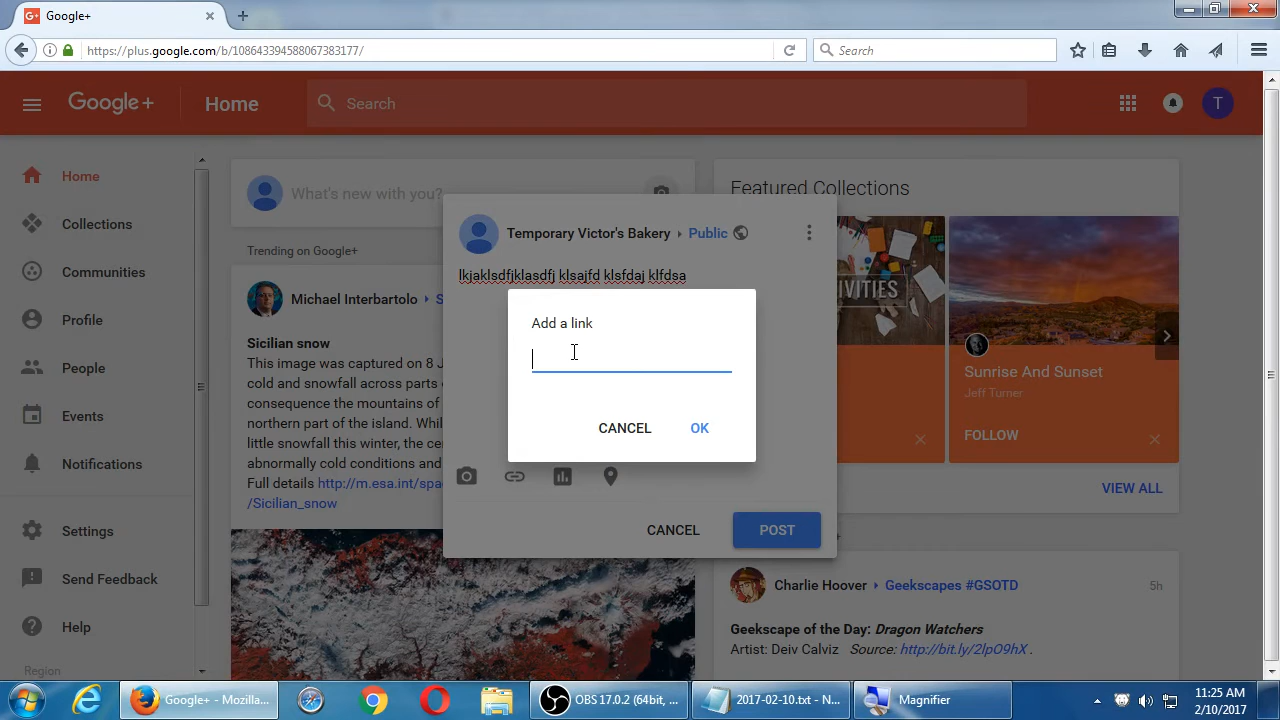 Google+
https://plus.google.com/b/108643394588067383177/
Search
Google+
Home
Search
T
Home
Collections
Communities
Profile
People
Events
Notifications
Settings
Send Feedback
Help
Region
What's new with you?
Trending on Google+
Michael Interbartolo
Sicilian snow
This image was captured on 8 J
cold and snowfall across parts
consequence the mountains of
northern part of the island. Whil
little snowfall this winter, the ce
abnormally cold conditions and
Full details http://m.esa.int/spa
/Sicilian_snow
Temporary Victor's Bakery Public
lkjaklsdfjklasdfj klsajfd klsfdaj klfdsa
Add a link
CANCEL OK
CANCEL POST
Featured Collections
IVITIES
Sunrise And Sunset
Jeff Turner
FOLLOW
VIEW ALL
Charlie Hoover Geekscapes #GSOTD 5h
Geekscape of the Day: Dragon Watchers
Artist: Deiv Calviz Source: http://bit.ly/2lpO9hX .
Google+ - Mozilla...
OBS 17.0.2 (64bit, ...
2017-02-10.txt - N...
Magnifier
11:25 AM
2/10/2017